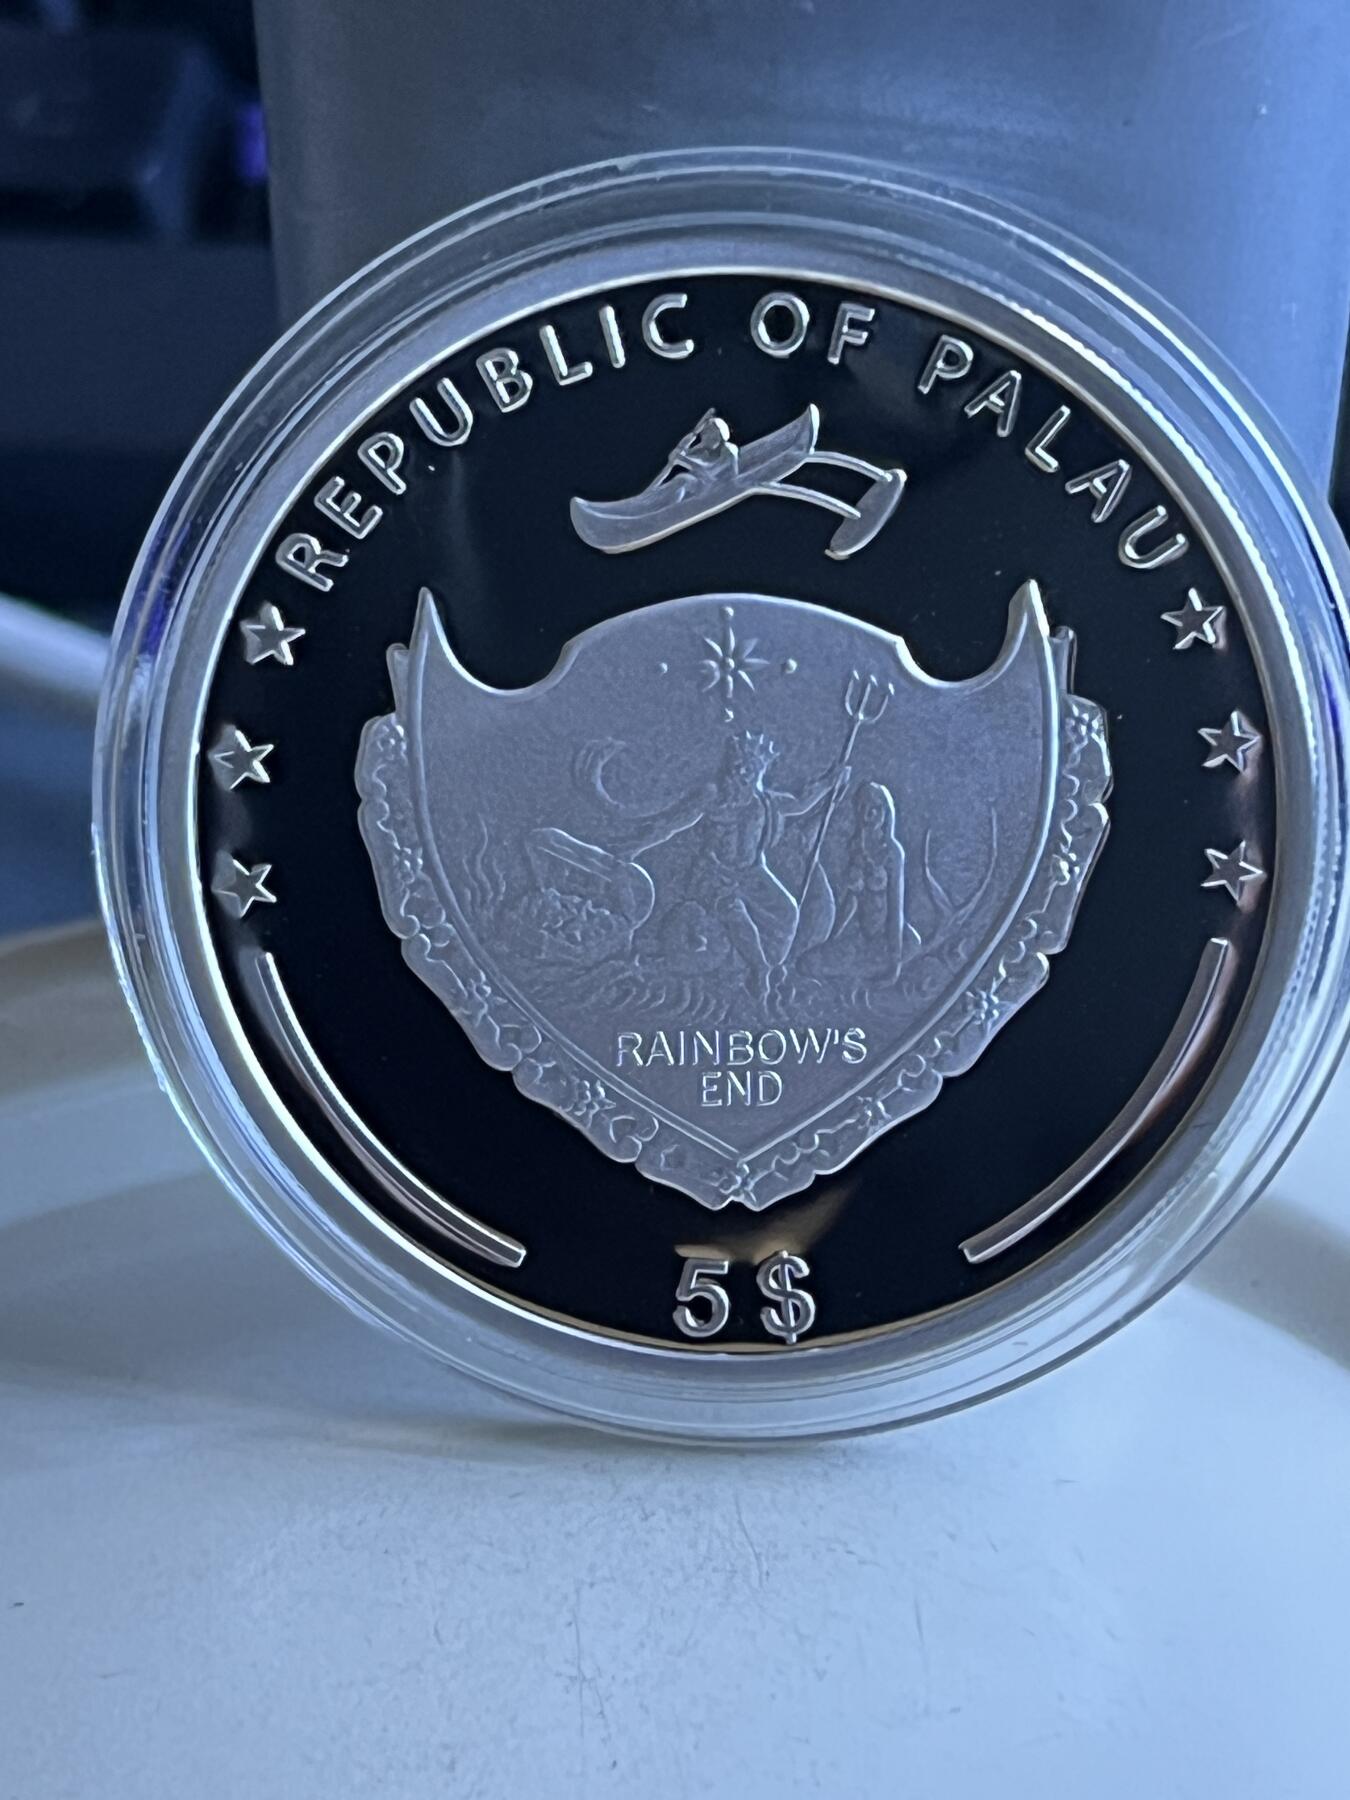 REPUBLIC OF PALAU
RAINBOW'S
END
5 $